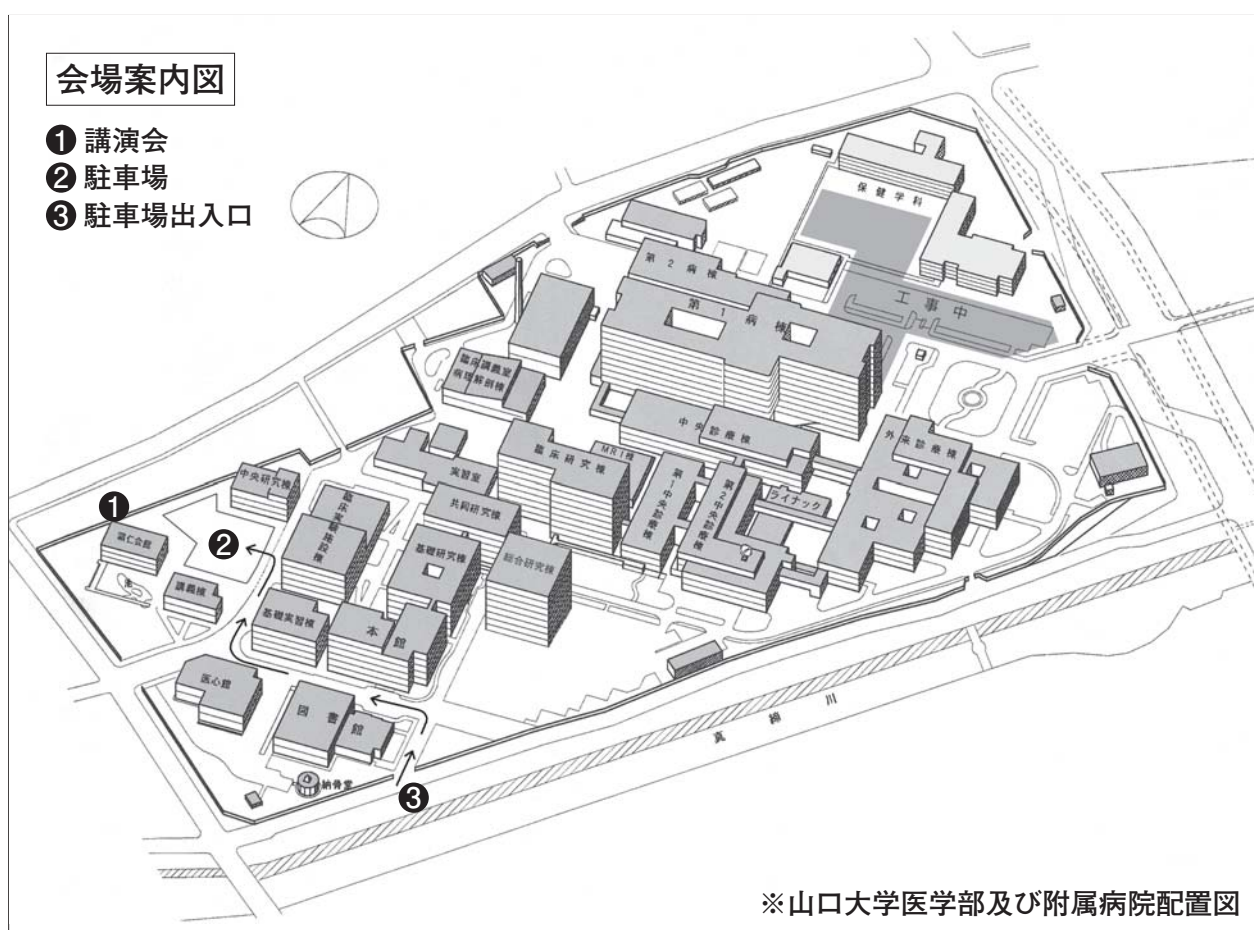 会場案内図
❶ 講演会
❷ 駐車場
❸ 駐車場出入口
保健学科
工事中
第2病棟
第1病棟
臨床講義室
病理解剖棟
中央診療棟
外来診療棟
MRI棟
臨床研究棟
第1中央診療棟
第2中央診療棟
ライナック
実習室
共同研究棟
中央研究棟
臨床実験施設棟
基礎研究棟
総合研究棟
❶
霜仁会館
❷
池
講義棟
基礎実習棟
本館
医心館
図書館
納骨堂
❸
真締川
※山口大学医学部及び附属病院配置図